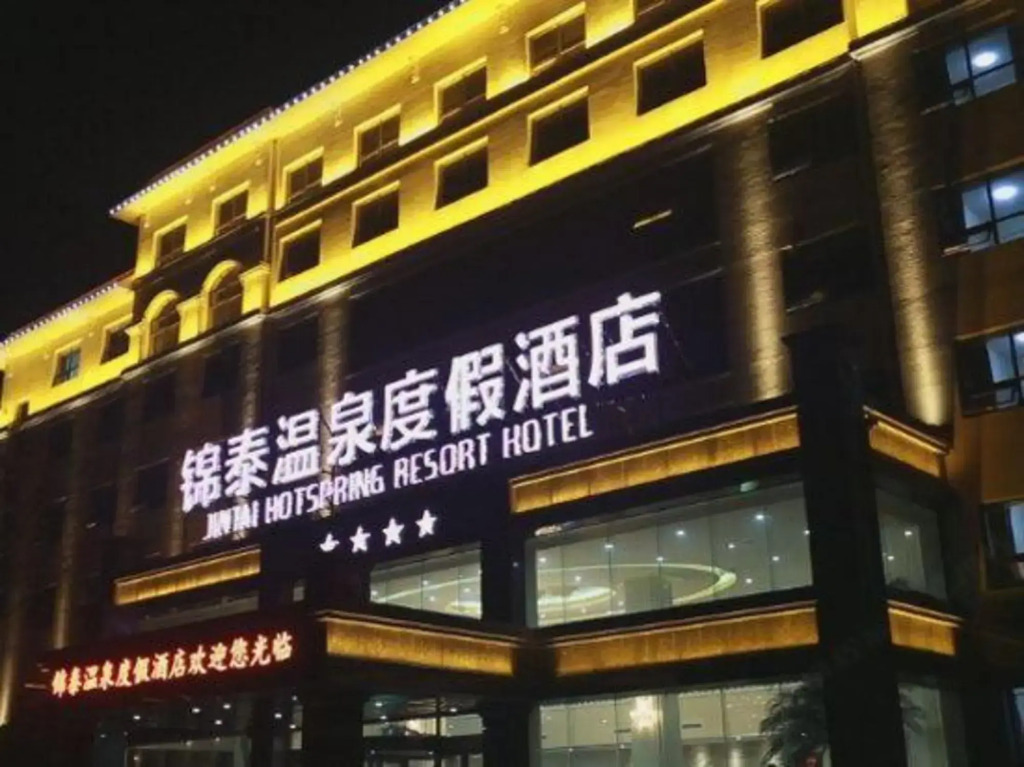 锦泰温泉度假酒店
JINTAI HOTSPRING RESORT HOTEL
锦泰温泉度假酒店欢迎您光临